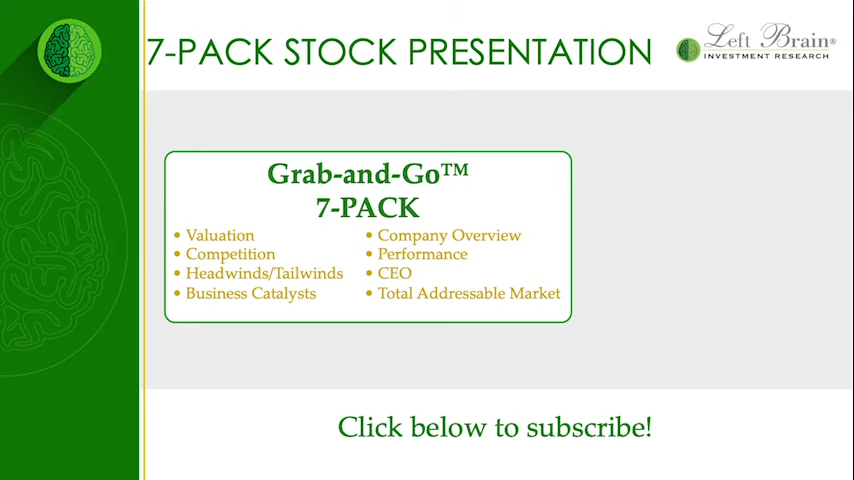 7-PACK STOCK PRESENTATION
Left Brain®
INVESTMENT RESEARCH
Grab-and-Go™
7-PACK
• Valuation
• Competition
• Headwinds/Tailwinds
• Business Catalysts
• Company Overview
• Performance
• CEO
• Total Addressable Market
Click below to subscribe!